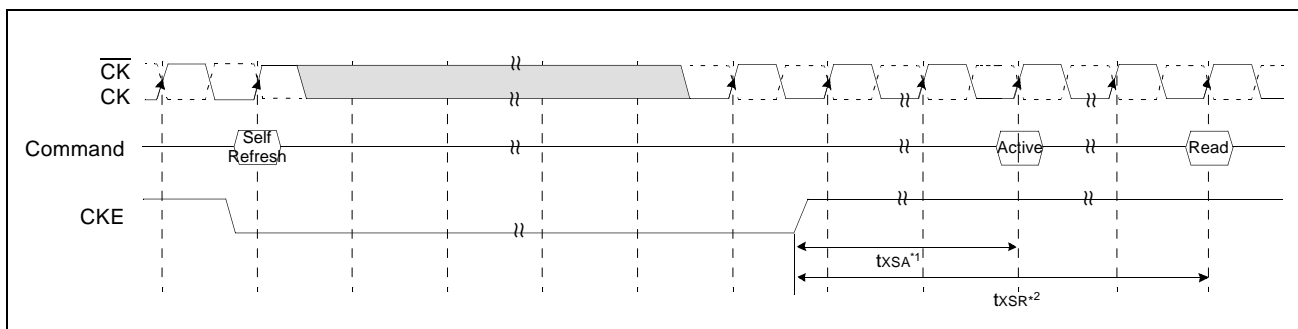 CK
CK
Command
Self
Refresh
Active
Read
CKE
tXSA*1
tXSR*2